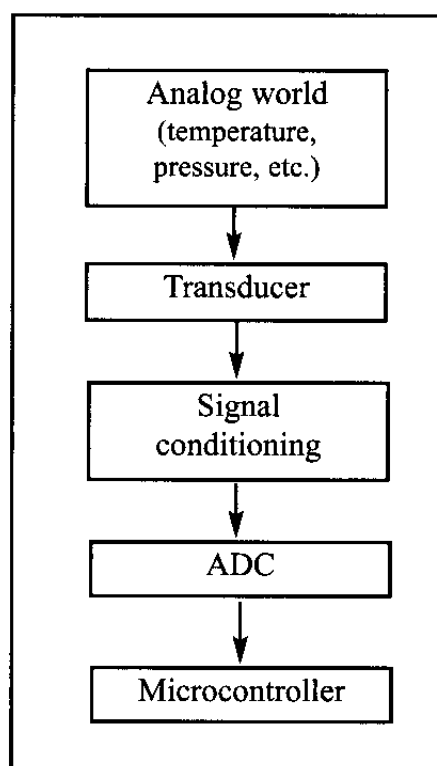 Analog world
(temperature,
pressure, etc.)
Transducer
Signal
conditioning
ADC
Microcontroller